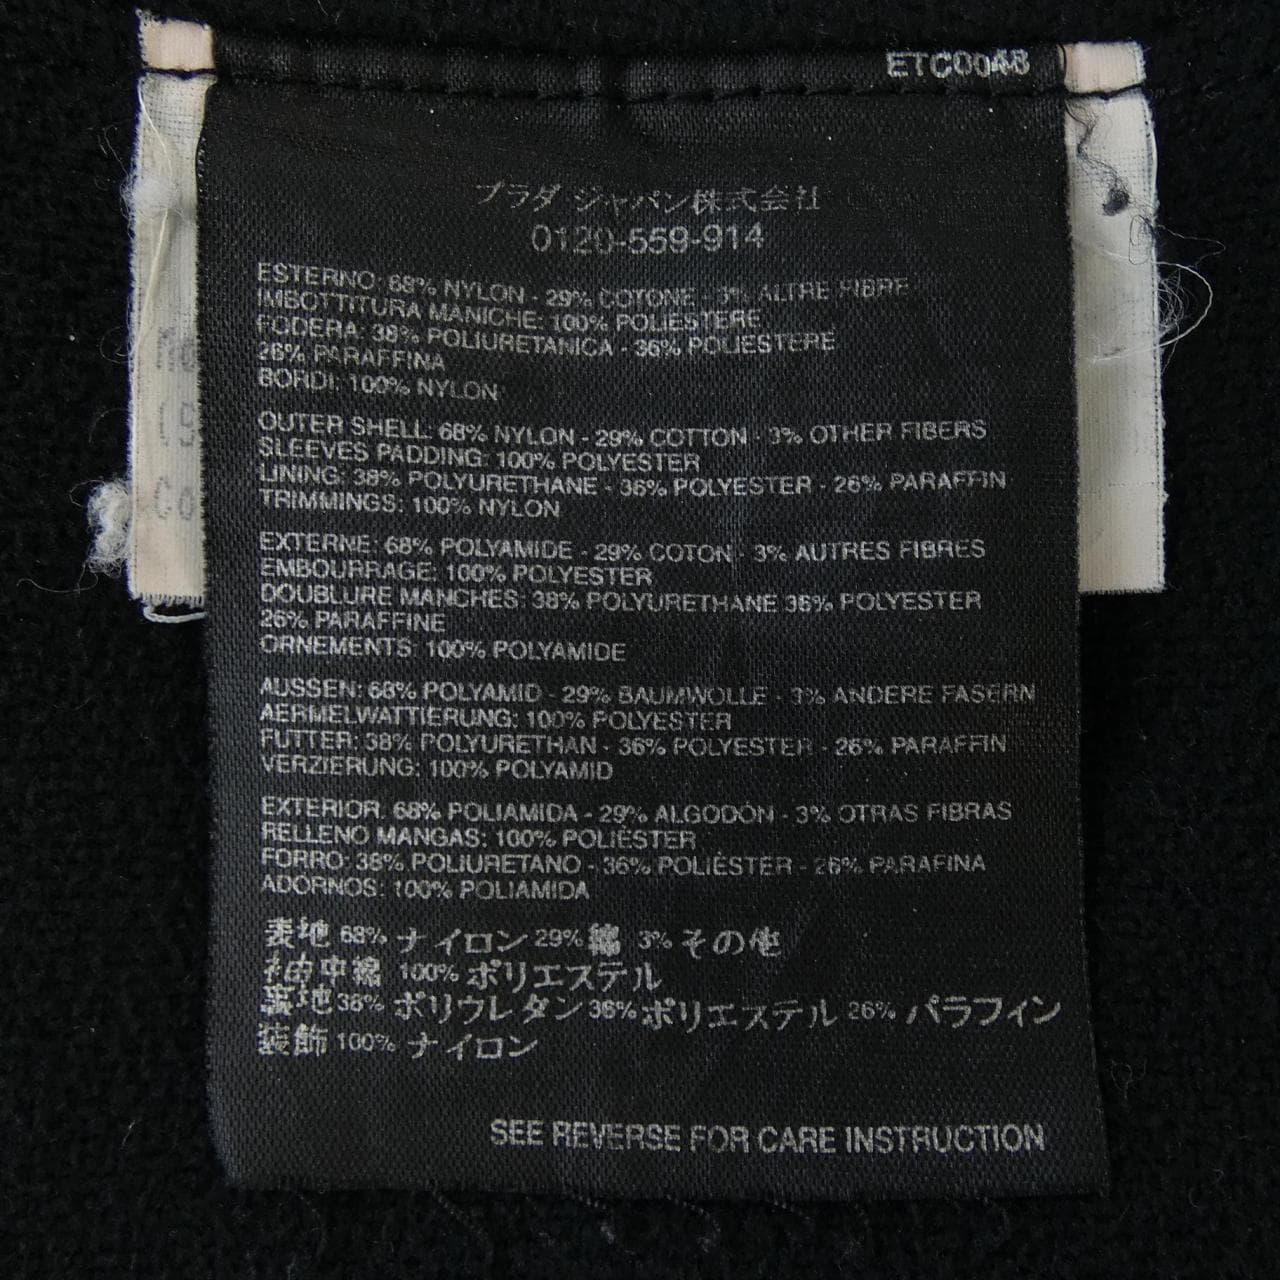 ETC0048
プラダ ジャパン株式会社
0120-559-914
ESTERNO: 68% NYLON - 29% COTONE - 3% ALTRE FIBRE
IMBOTTITURA MANICHE: 100% POLIESTERE
FODERA: 38% POLIURETANICA - 36% POLIESTERE
26% PARAFFINA
BORDI: 100% NYLON
OUTER SHELL: 68% NYLON - 29% COTTON - 3% OTHER FIBERS
SLEEVES PADDING: 100% POLYESTER
LINING: 38% POLYURETHANE - 36% POLYESTER - 26% PARAFFIN
TRIMMINGS: 100% NYLON
EXTERNE: 68% POLYAMIDE - 29% COTON - 3% AUTRES FIBRES
EMBOURRAGE: 100% POLYESTER
DOUBLURE MANCHES: 38% POLYURETHANE 36% POLYESTER
26% PARAFFINE
ORNEMENTS: 100% POLYAMIDE
AUSSEN: 68% POLYAMID - 29% BAUMWOLLE - 3% ANDERE FASERN
AERMELWATTIERUNG: 100% POLYESTER
FUTTER: 38% POLYURETHAN - 36% POLYESTER - 26% PARAFFIN
VERZIERUNG: 100% POLYAMID
EXTERIOR: 68% POLIAMIDA - 29% ALGODÓN - 3% OTRAS FIBRAS
RELLENO MANGAS: 100% POLIÉSTER
FORRO: 38% POLIURETANO - 36% POLIÉSTER - 26% PARAFINA
ADORNOS: 100% POLIAMIDA
表地 68% ナイロン 29% 綿 3% その他
袖中綿 100% ポリエステル
裏地 38% ポリウレタン 36% ポリエステル 26% パラフィン
装飾 100% ナイロン
SEE REVERSE FOR CARE INSTRUCTION